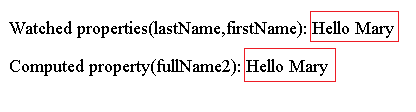 Watched properties(lastName,firstName): Hello Mary
Computed property(fullName2): Hello Mary